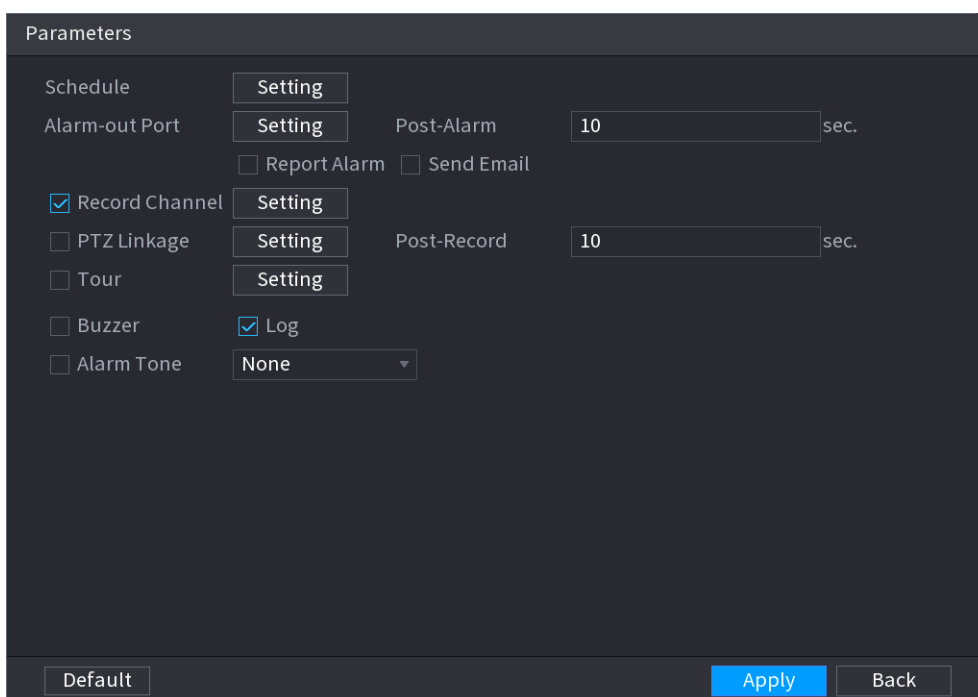 Parameters
Schedule Setting
Alarm-out Port Setting Post-Alarm 10 sec.
Report Alarm Send Email
Record Channel Setting
PTZ Linkage Setting Post-Record 10 sec.
Tour Setting
Buzzer Log
Alarm Tone None
Default Apply Back